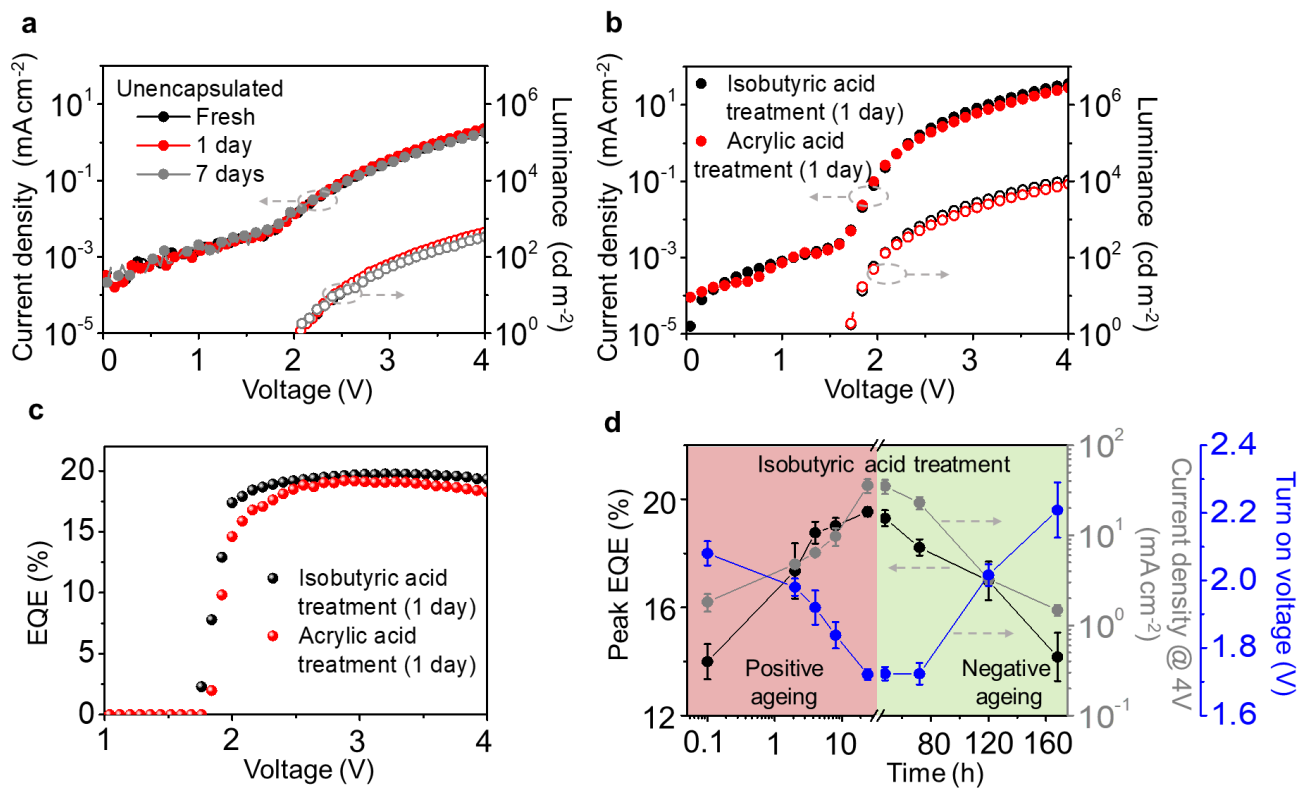 a
Unencapsulated
Fresh
1 day
7 days
Current density (mA cm-2)
10^1
10^-1
10^-3
10^-5
10^6
10^4
10^2
10^0
Luminance (cd m-2)
0 1 2 3 4
Voltage (V)
b
Isobutyric acid
treatment (1 day)
Acrylic acid
treatment (1 day)
Current density (mA cm-2)
10^1
10^-1
10^-3
10^-5
10^6
10^4
10^2
10^0
Luminance (cd m-2)
0 1 2 3 4
Voltage (V)
c
EQE (%)
20
15
10
5
0
Isobutyric acid
treatment (1 day)
Acrylic acid
treatment (1 day)
1 2 3 4
Voltage (V)
d
Isobutyric acid treatment
Peak EQE (%)
20
16
12
Positive
ageing
Negative
ageing
10^2
10^1
10^0
10^-1
Current density @ 4V
(mA cm-2)
2.4
2.2
2.0
1.8
1.6
Turn on voltage
(V)
0.1 1 10 80 120 160
Time (h)